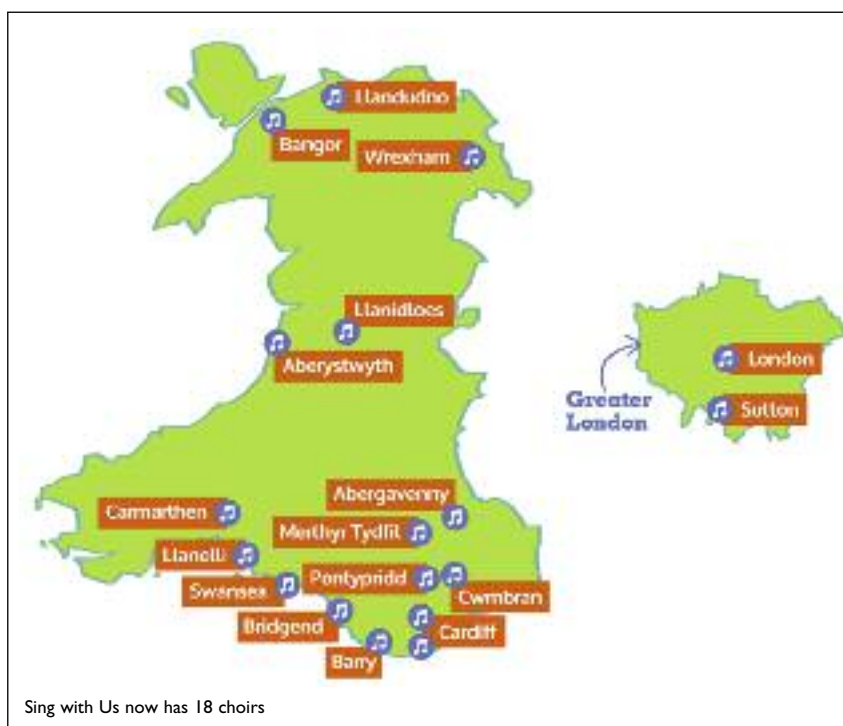 Llandudno
Bangor
Wrexham
Llanidloes
Aberystwyth
London
Greater
London
Sutton
Abergavenny
Carmarthen
Merthyr Tydfil
Llanelli
Pontypridd
Swansea
Cwmbran
Bridgend
Cardiff
Barry
Sing with Us now has 18 choirs